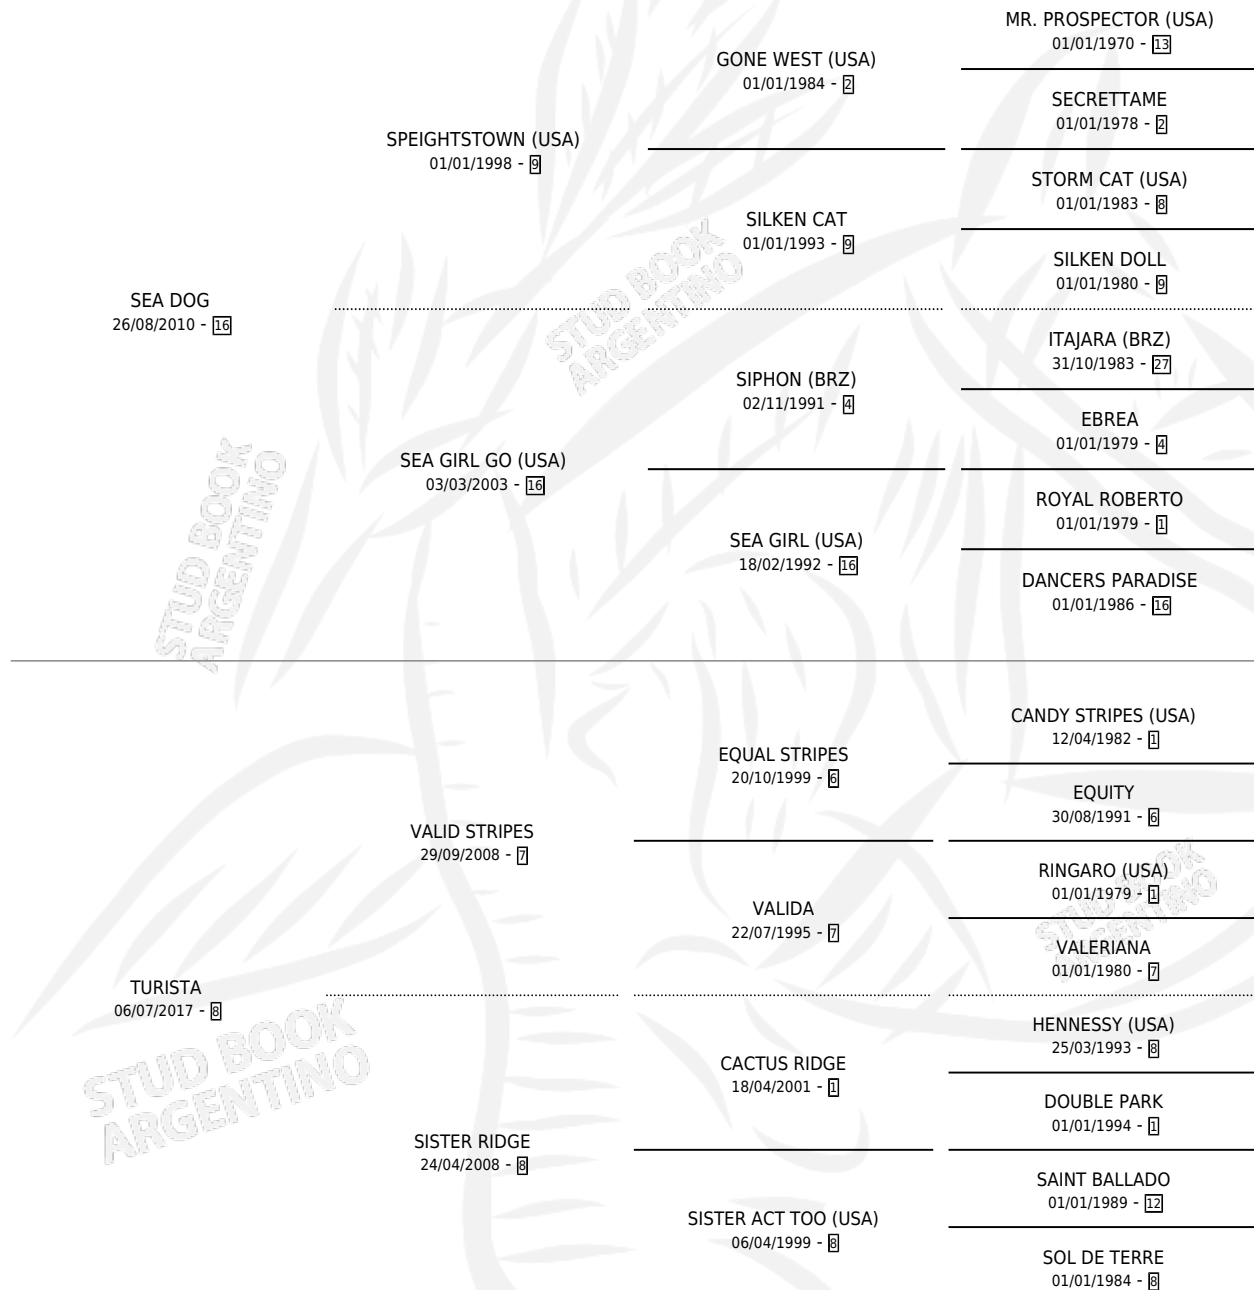 MR. PROSPECTOR (USA)
01/01/1970 - 13
GONE WEST (USA)
01/01/1984 - 2
SECRETTAME
01/01/1978 - 2
SPEIGHTSTOWN (USA)
01/01/1998 - 9
STORM CAT (USA)
01/01/1983 - 8
SILKEN CAT
01/01/1993 - 9
SILKEN DOLL
01/01/1980 - 9
SEA DOG
26/08/2010 - 16
ITAJARA (BRZ)
31/10/1983 - 27
SIPHON (BRZ)
02/11/1991 - 4
EBREA
01/01/1979 - 4
SEA GIRL GO (USA)
03/03/2003 - 16
ROYAL ROBERTO
01/01/1979 - 1
SEA GIRL (USA)
18/02/1992 - 16
DANCERS PARADISE
01/01/1986 - 16
CANDY STRIPES (USA)
12/04/1982 - 1
EQUAL STRIPES
20/10/1999 - 6
EQUITY
30/08/1991 - 6
VALID STRIPES
29/09/2008 - 7
RINGARO (USA)
01/01/1979 - 1
VALIDA
22/07/1995 - 7
VALERIANA
01/01/1980 - 7
TURISTA
06/07/2017 - 8
HENNESSY (USA)
25/03/1993 - 8
CACTUS RIDGE
18/04/2001 - 1
DOUBLE PARK
01/01/1994 - 1
SISTER RIDGE
24/04/2008 - 8
SAINT BALLADO
01/01/1989 - 12
SISTER ACT TOO (USA)
06/04/1999 - 8
SOL DE TERRE
01/01/1984 - 8
STUD BOOK
ARGENTINO
STUD BOOK
ARGENTINO
STUD BOOK
ARGENTINO
STUD BOOK
ARGENTINO